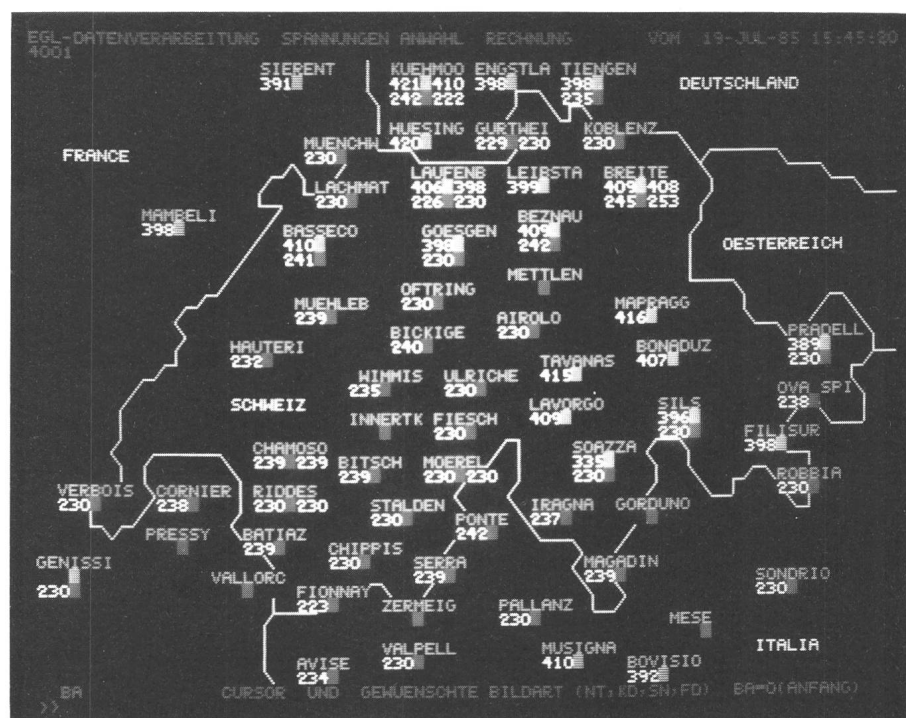 EGL-DATENVERARBEITUNG SPANNUNGEN ANWAHL RECHNUNG VOM 19-JUL-85 15:45:20
4001
SIERENT KUEHMOO ENGSTLA TIENGEN
391 421 410 398 398 DEUTSCHLAND
242 222 235
HUESING GURTWEI KOBLENZ
MUENCHW 420 229 230 230
FRANCE 230
LAUFENB LEIBSTA BREITE
LACHMAT 406 398 399 409 408
230 226 230 245 253
MAMBELI BEZNAU
398 BASSECO GOESGEN 409
410 398 242 OESTERREICH
241 230
METTLEN
OFTRING
MUEHLEB 230 MAPRAGG
239 AIROLO 416
BICKIGE 230 PRADELL
HAUTERI 240 BONADUZ 389
232 TAVANAS 407 230
WIMMIS ULRICHE 415
235 230 OVA SPI
SCHWEIZ LAVORGO SILS 238
INNERTK FIESCH 409 396
230 230 FILISUR
CHAMOSO SOAZZA 398
239 239 BITSCH MOEREL 335
239 230 230 230 ROBBIA
VERBOIS CORNIER RIDDES 230
230 238 230 230 STALDEN IRAGNA GORDUNO
230 PONTE 237
PRESSY BATIAZ 242
239 CHIPPIS
GENISSI 230 SERRA MAGADIN
230 VALLORC 239 239 SONDRIO
FIONNAY 230
223 ZERMEIG PALLANZ
230 MESE
VALPELL MUSIGNA ITALIA
AVISE 230 410 BOVISIO
234 392
BA CURSOR UND GEWUENSCHTE BILDART (NT,KD,SN,FD) BA=0(ANFANG)
>>